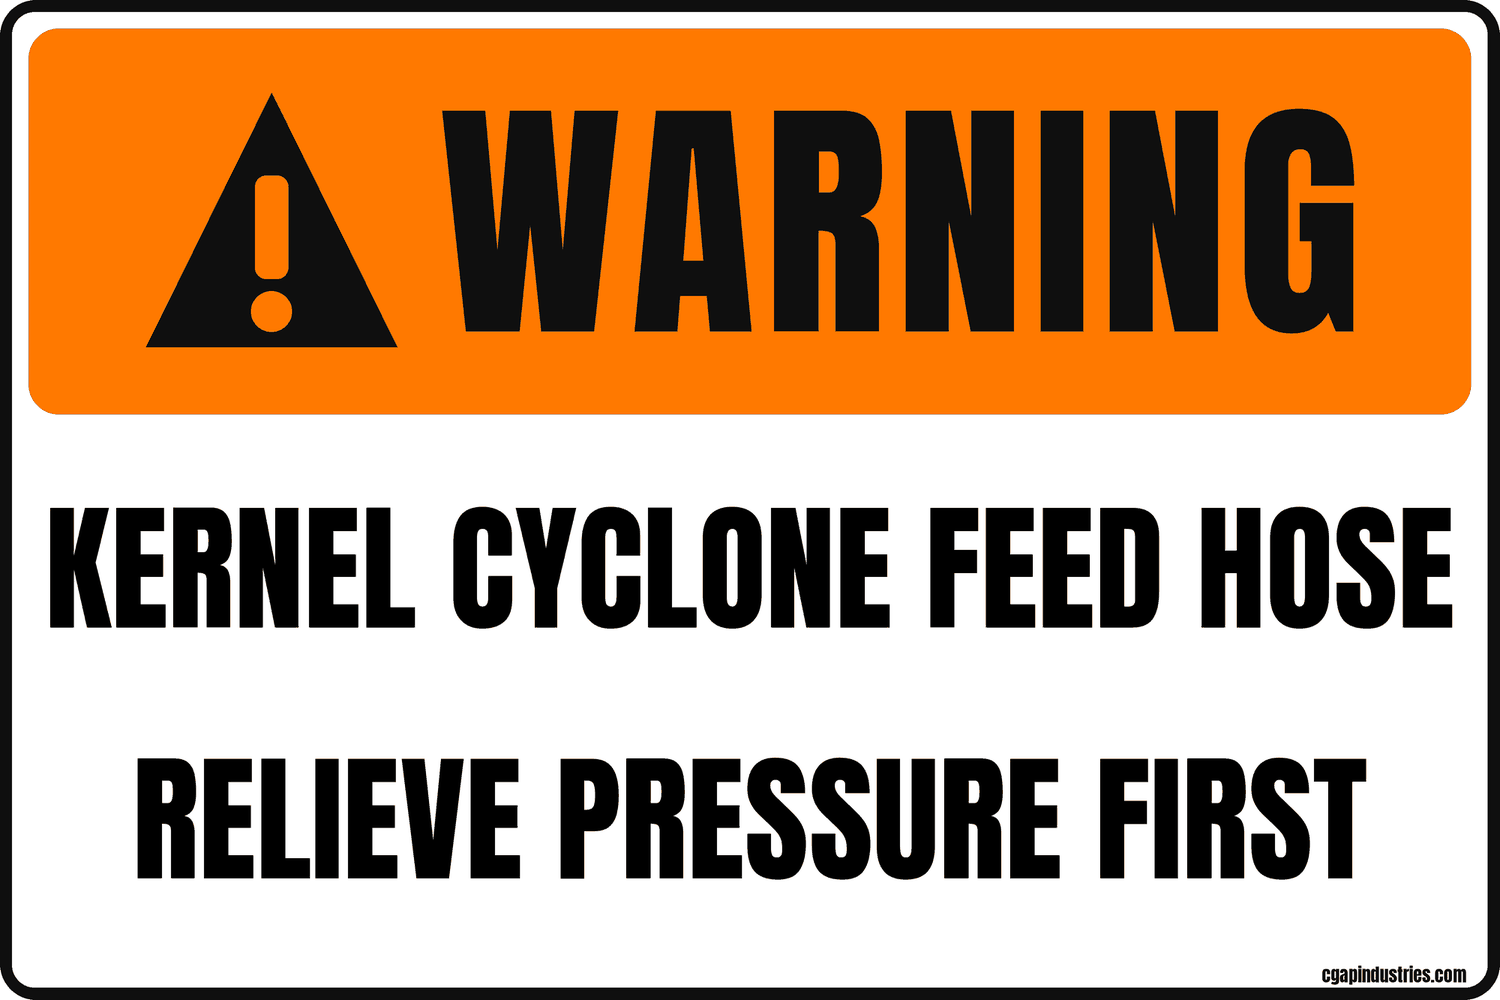 WARNING
KERNEL CYCLONE FEED HOSE
RELIEVE PRESSURE FIRST
cgapindustries.com